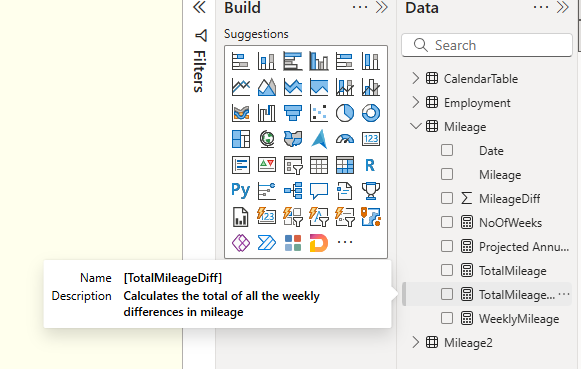 Build
Data
Suggestions
Search
Filters
CalendarTable
Employment
Mileage
Date
Mileage
MileageDiff
NoOfWeeks
Projected Annu...
TotalMileage
TotalMileage...
WeeklyMileage
Mileage2
R
Py
123
123
Name [TotalMileageDiff]
Description Calculates the total of all the weekly
differences in mileage